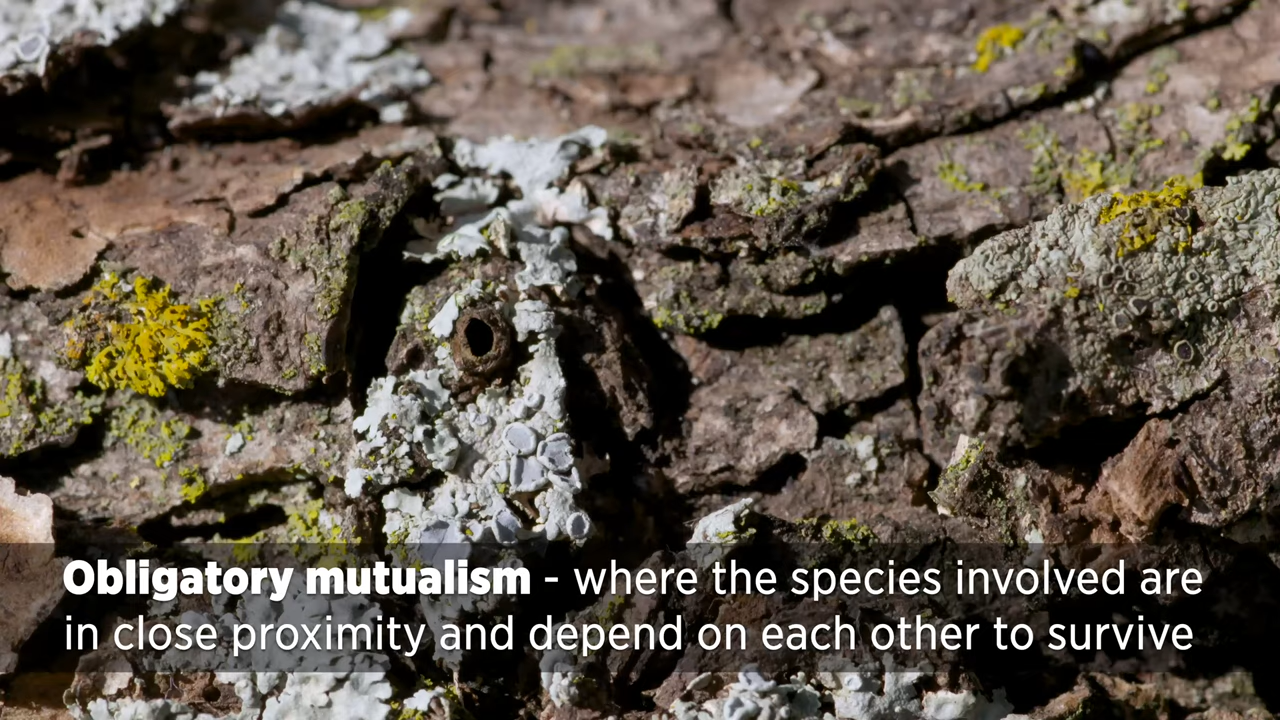 Obligatory mutualism - where the species involved are
in close proximity and depend on each other to survive